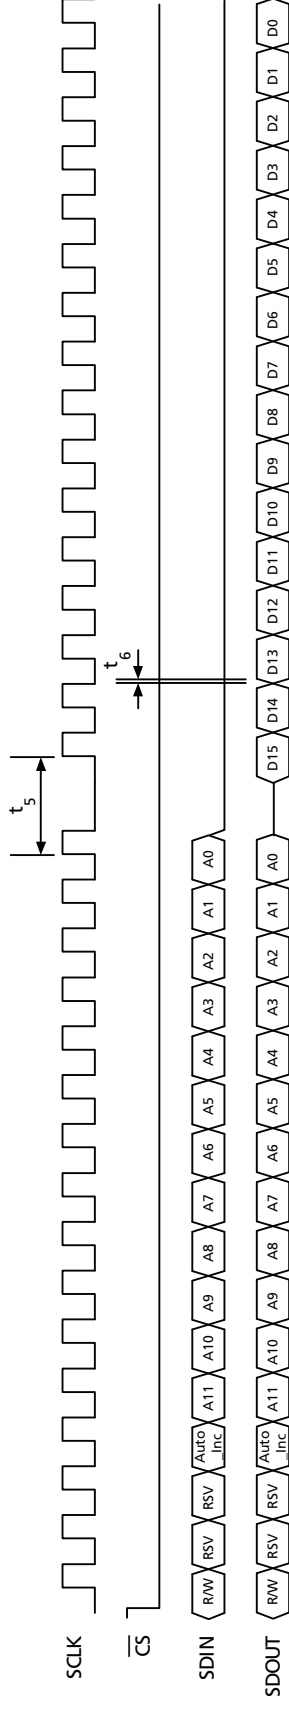 SCLK
t5
CS
t6
SDIN
R/W RSV RSV Auto_Inc A11 A10 A9 A8 A7 A6 A5 A4 A3 A2 A1 A0
SDOUT
R/W RSV RSV Auto_Inc A11 A10 A9 A8 A7 A6 A5 A4 A3 A2 A1 A0 D15 D14 D13 D12 D11 D10 D9 D8 D7 D6 D5 D4 D3 D2 D1 D0